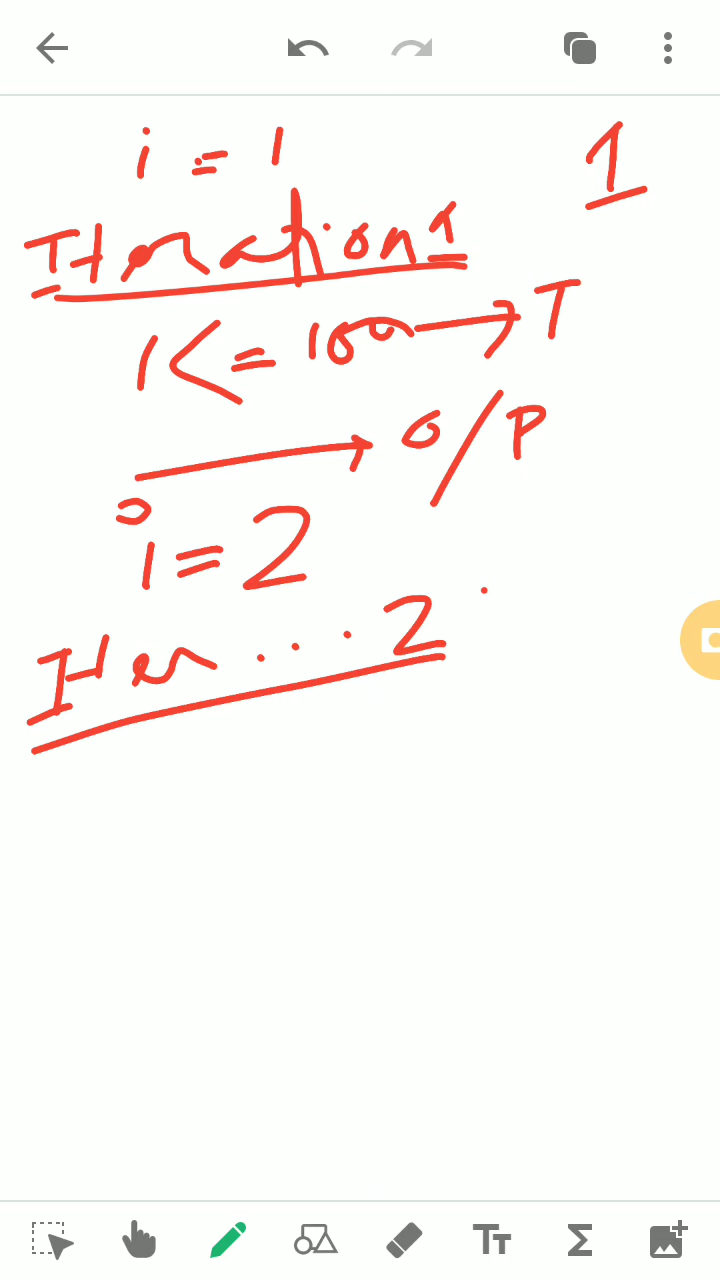 i = 1
1
Iteration 1
1 <= 100 → T
→ O/P
i = 2
Iter . . . 2